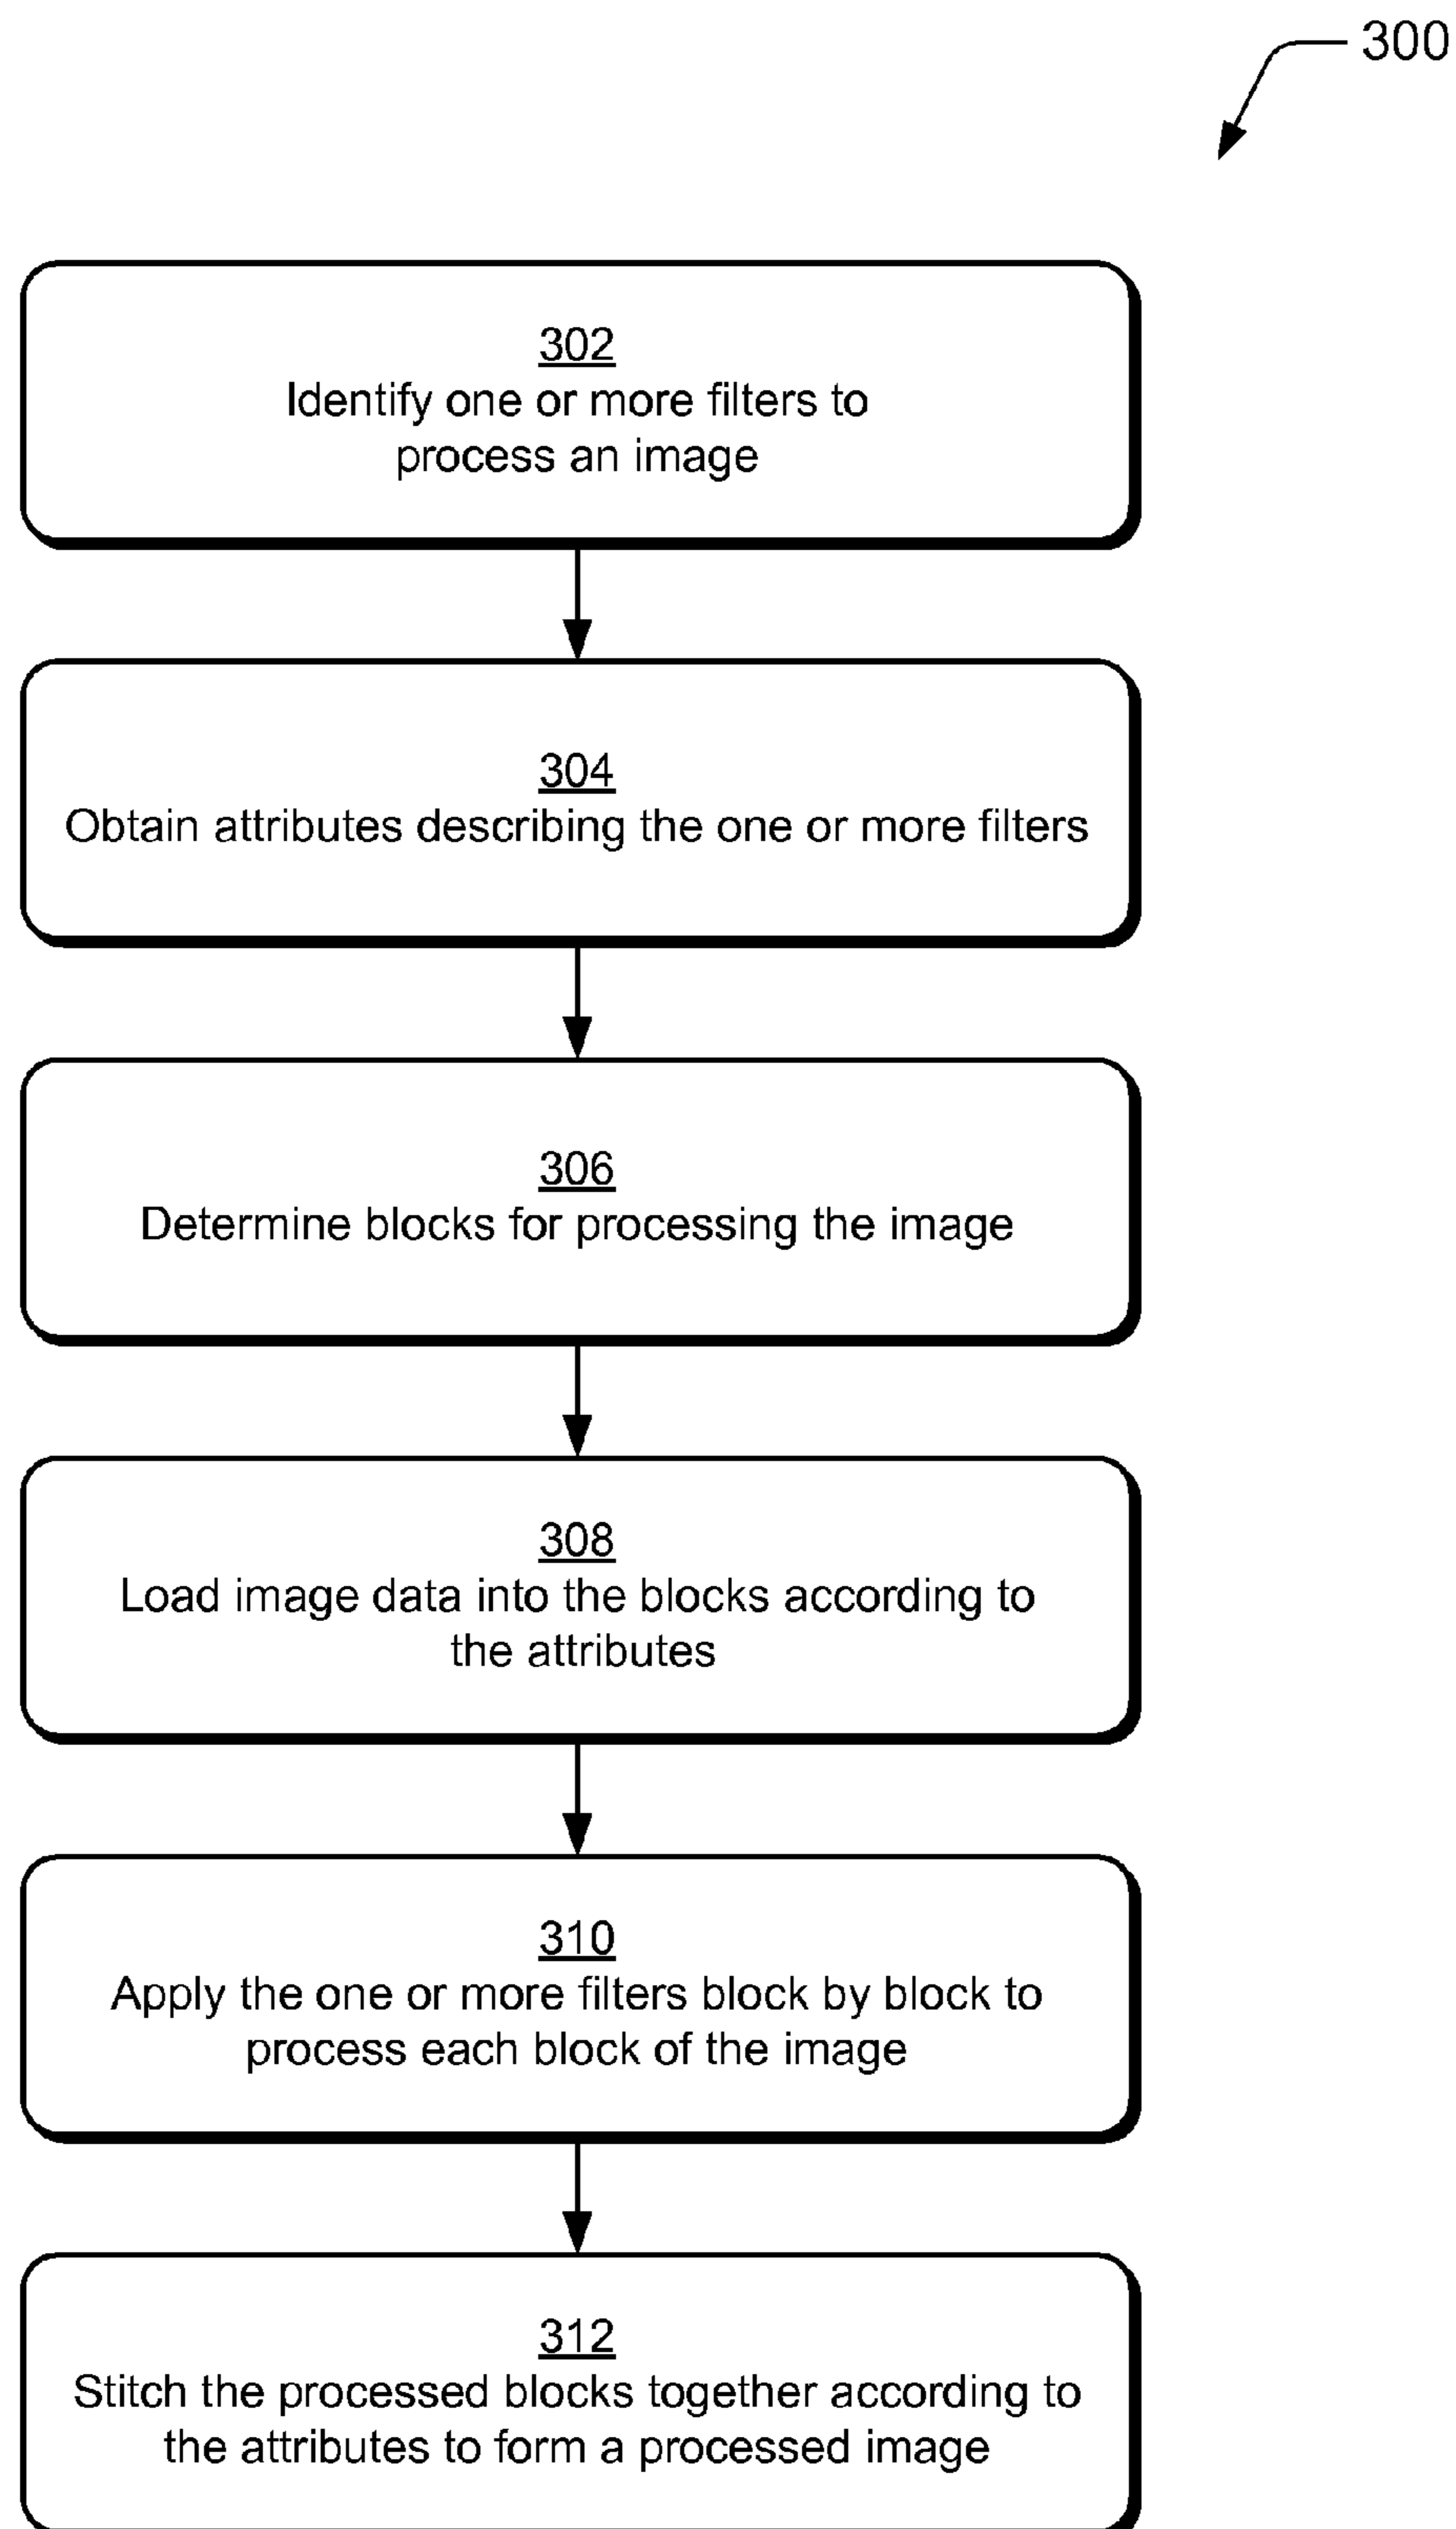 300
302
Identify one or more filters to
process an image
304
Obtain attributes describing the one or more filters
306
Determine blocks for processing the image
308
Load image data into the blocks according to
the attributes
310
Apply the one or more filters block by block to
process each block of the image
312
Stitch the processed blocks together according to
the attributes to form a processed image